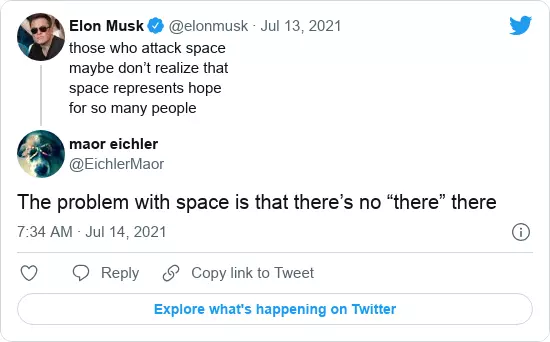 Elon Musk @elonmusk · Jul 13, 2021
those who attack space
maybe don’t realize that
space represents hope
for so many people
maor eichler
@EichlerMaor
The problem with space is that there’s no “there” there
7:34 AM · Jul 14, 2021
Reply Copy link to Tweet
Explore what's happening on Twitter